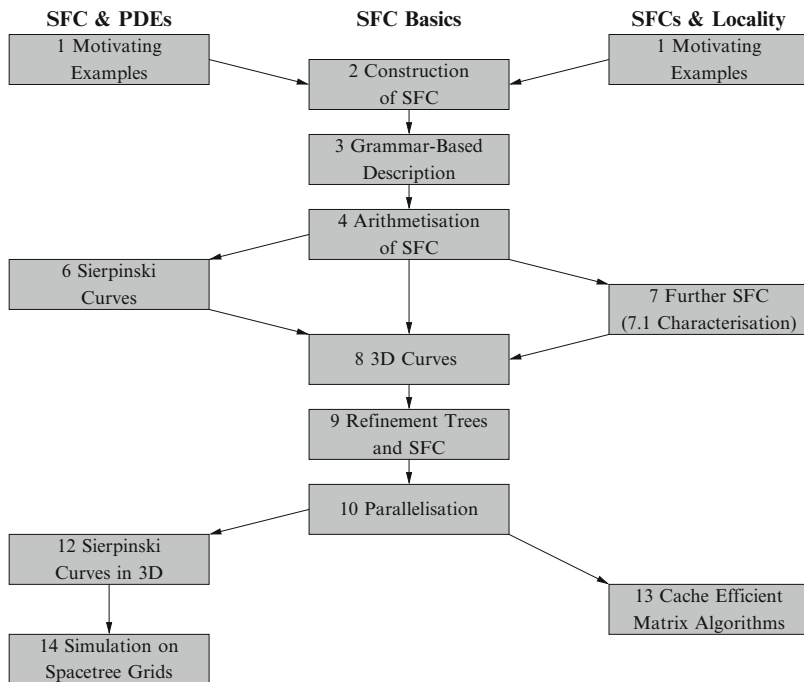 SFC & PDEs
SFC Basics
SFCs & Locality
1 Motivating
Examples
1 Motivating
Examples
2 Construction
of SFC
3 Grammar-Based
Description
4 Arithmetisation
of SFC
6 Sierpinski
Curves
7 Further SFC
(7.1 Characterisation)
8 3D Curves
9 Refinement Trees
and SFC
10 Parallelisation
12 Sierpinski
Curves in 3D
13 Cache Efficient
Matrix Algorithms
14 Simulation on
Spacetree Grids